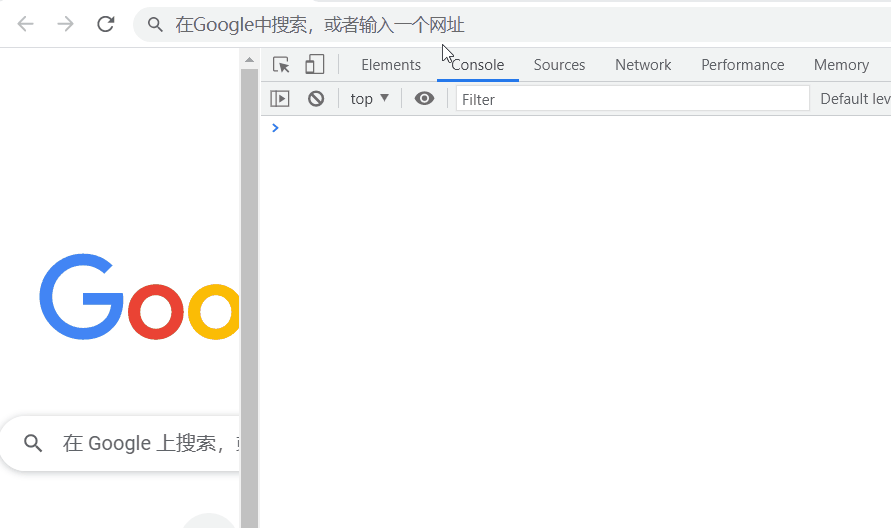 在Google中搜索，或者输入一个网址
Elements Console Sources Network Performance Memory
top Filter Default lev
Goo
在 Google 上搜索，